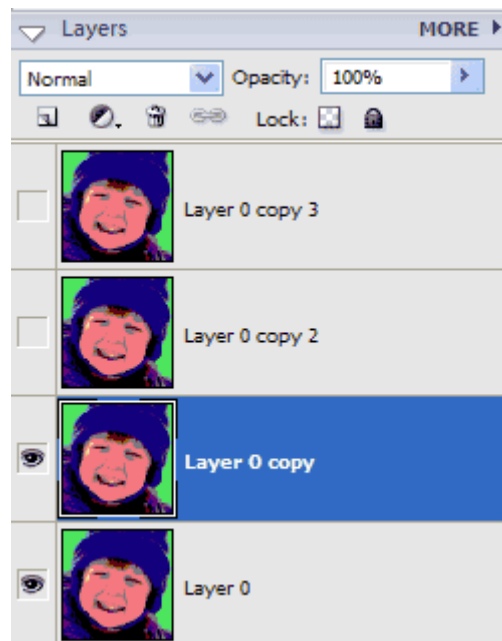 Layers MORE
Normal Opacity: 100%
Lock:
Layer 0 copy 3
Layer 0 copy 2
Layer 0 copy
Layer 0